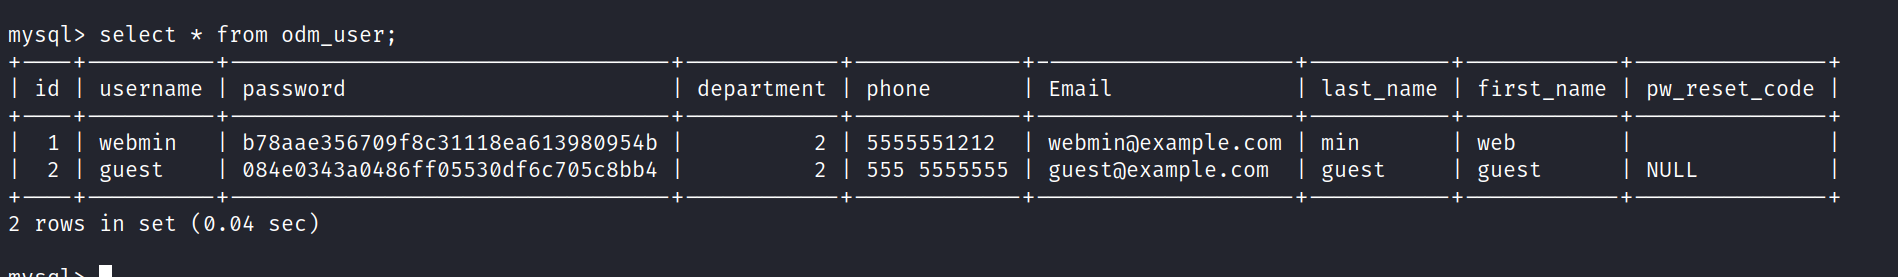 mysql> select * from odm_user;
+----+----------+----------------------------------+------------+-------------+--------------------+-----------+------------+---------------+
| id | username | password                         | department | phone       | Email              | last_name | first_name | pw_reset_code |
+----+----------+----------------------------------+------------+-------------+--------------------+-----------+------------+---------------+
|  1 | webmin   | b78aae356709f8c31118ea613980954b |          2 | 5555551212  | webmin@example.com | min       | web        |               |
|  2 | guest    | 084e0343a0486ff05530df6c705c8bb4 |          2 | 555 5555555 | guest@example.com  | guest     | guest      | NULL          |
+----+----------+----------------------------------+------------+-------------+--------------------+-----------+------------+---------------+
2 rows in set (0.04 sec)
mysql>